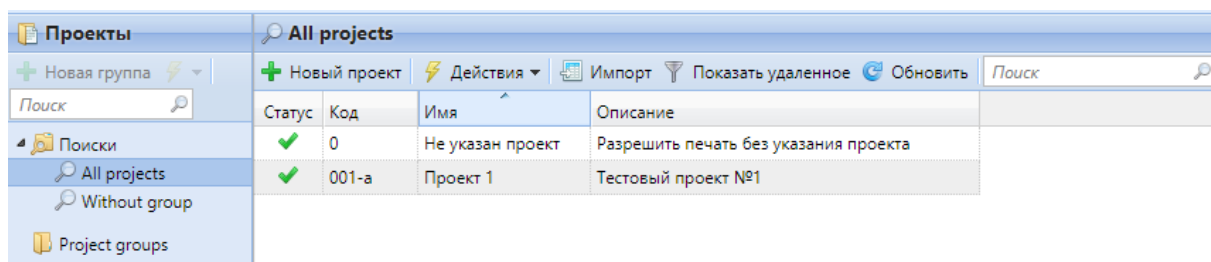 Проекты
All projects
Новая группа
Новый проект Действия Импорт Показать удаленное Обновить Поиск
Поиск
Статус Код Имя Описание
Поиски
0 Не указан проект Разрешить печать без указания проекта
All projects
001-a Проект 1 Тестовый проект №1
Without group
Project groups